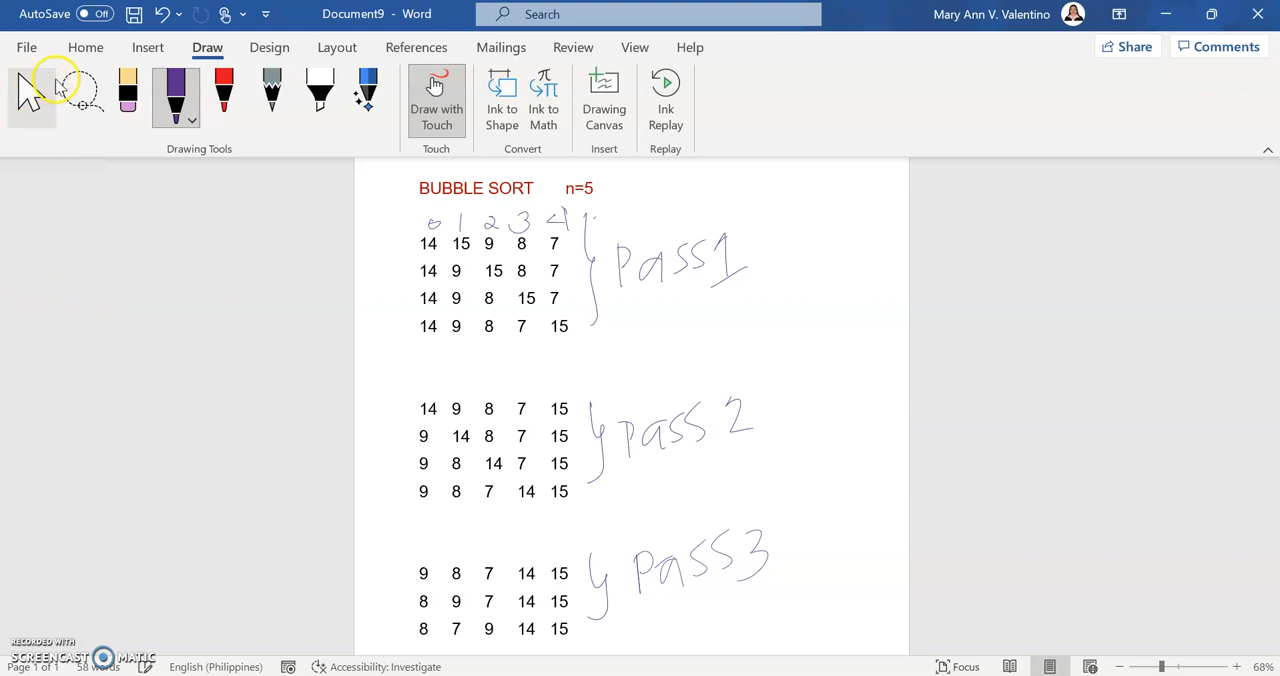 AutoSave Off Document9 - Word Search Mary Ann V. Valentino
File Home Insert Draw Design Layout References Mailings Review View Help Share Comments
Draw with Touch Ink to Shape Ink to Math Drawing Canvas Ink Replay
Drawing Tools Touch Convert Insert Replay
BUBBLE SORT n=5
0 1 2 3 4
14 15 9 8 7
14 9 15 8 7
14 9 8 15 7
14 9 8 7 15
Pass1
14 9 8 7 15
9 14 8 7 15
9 8 14 7 15
9 8 7 14 15
pass 2
9 8 7 14 15
8 9 7 14 15
8 7 9 14 15
Pass3
RECORDED WITH
SCREENCAST MATIC
Page 1 of 1 58 words English (Philippines) Accessibility: Investigate Focus 68%